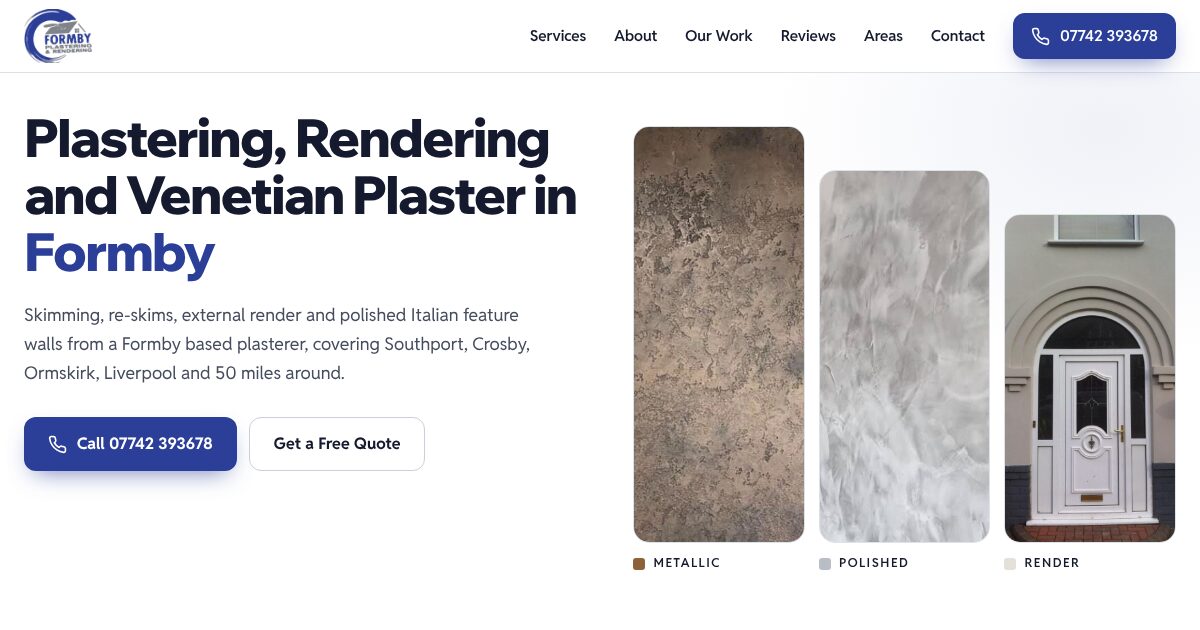 FORMBY
PLASTERING
& RENDERING
Services
About
Our Work
Reviews
Areas
Contact
07742 393678
Plastering, Rendering
and Venetian Plaster in
Formby
Skimming, re-skims, external render and polished Italian feature
walls from a Formby based plasterer, covering Southport, Crosby,
Ormskirk, Liverpool and 50 miles around.
Call 07742 393678
Get a Free Quote
METALLIC
POLISHED
RENDER